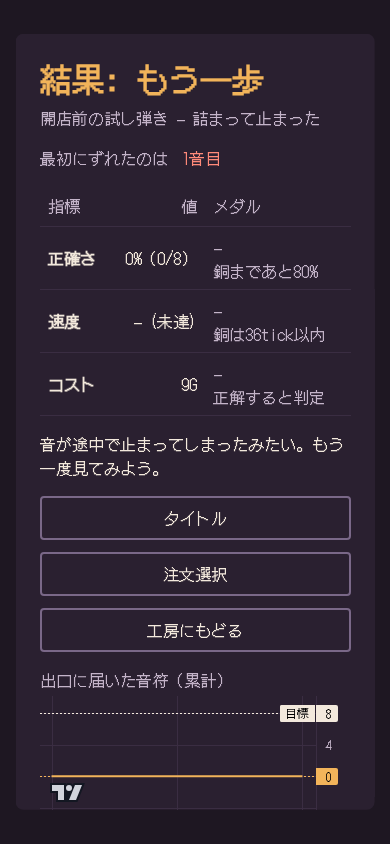 結果: もう一歩
開店前の試し弾き – 詰まって止まった
最初にずれたのは 1音目
指標 値 メダル
正確さ 0% (0/8) –
銅まであと80%
速度 – (未達) –
銅は36tick以内
コスト 9G –
正解すると判定
音が途中で止まってしまったみたい。もう
一度見てみよう。
タイトル
注文選択
工房にもどる
出口に届いた音符（累計）
目標 8
4
0